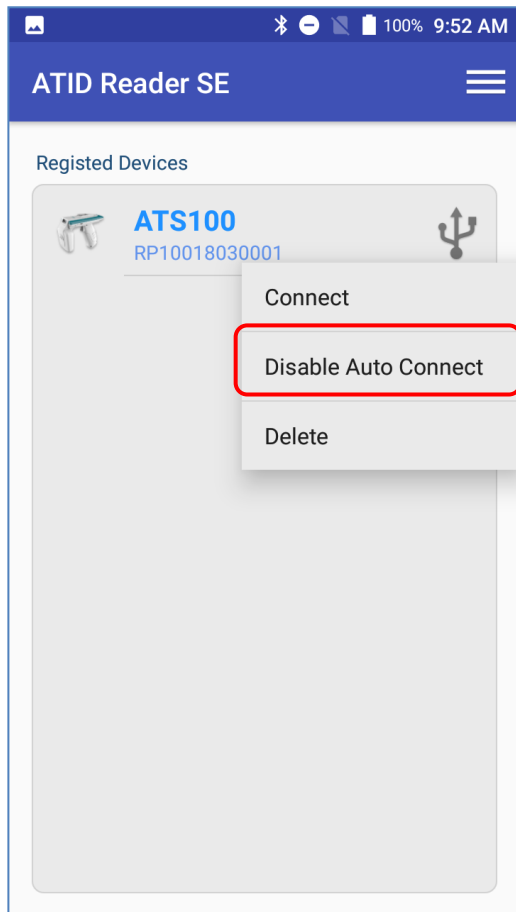 100% 9:52 AM
ATID Reader SE
Registed Devices
ATS100
RP10018030001
Connect
Disable Auto Connect
Delete